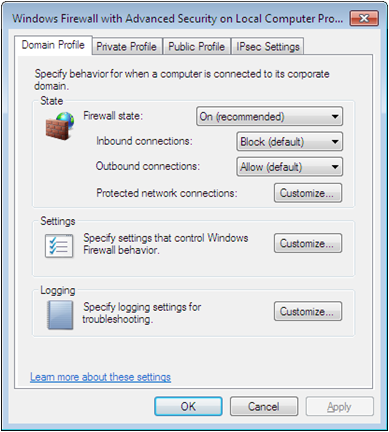 Windows Firewall with Advanced Security on Local Computer Pro...
Domain Profile Private Profile Public Profile IPsec Settings
Specify behavior for when a computer is connected to its corporate
domain.
State
Firewall state: On (recommended)
Inbound connections: Block (default)
Outbound connections: Allow (default)
Protected network connections: Customize...
Settings
Specify settings that control Windows
Firewall behavior.
Customize...
Logging
Specify logging settings for
troubleshooting.
Customize...
Learn more about these settings
OK Cancel Apply